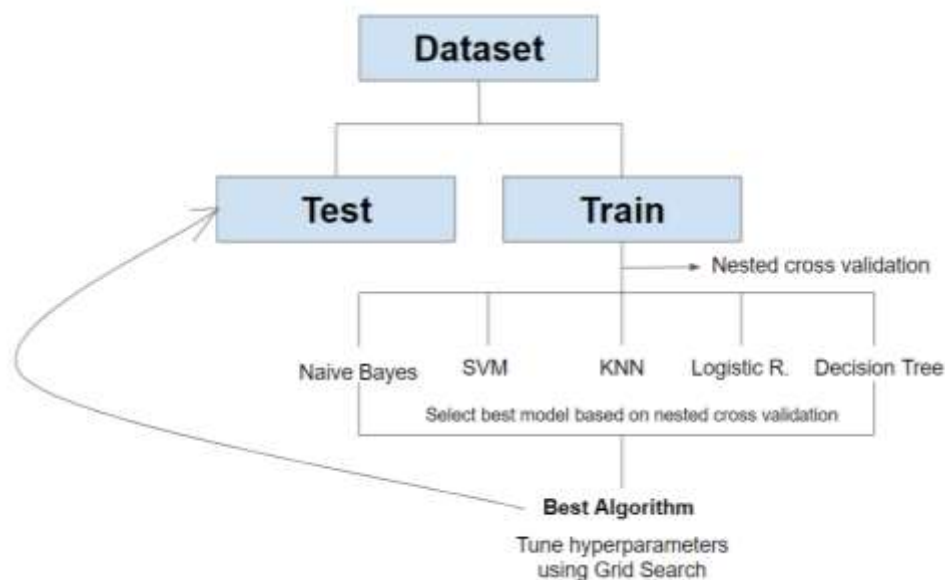 Dataset
Test
Train
Nested cross validation
Naive Bayes
SVM
KNN
Logistic R.
Decision Tree
Select best model based on nested cross validation
Best Algorithm
Tune hyperparameters
using Grid Search